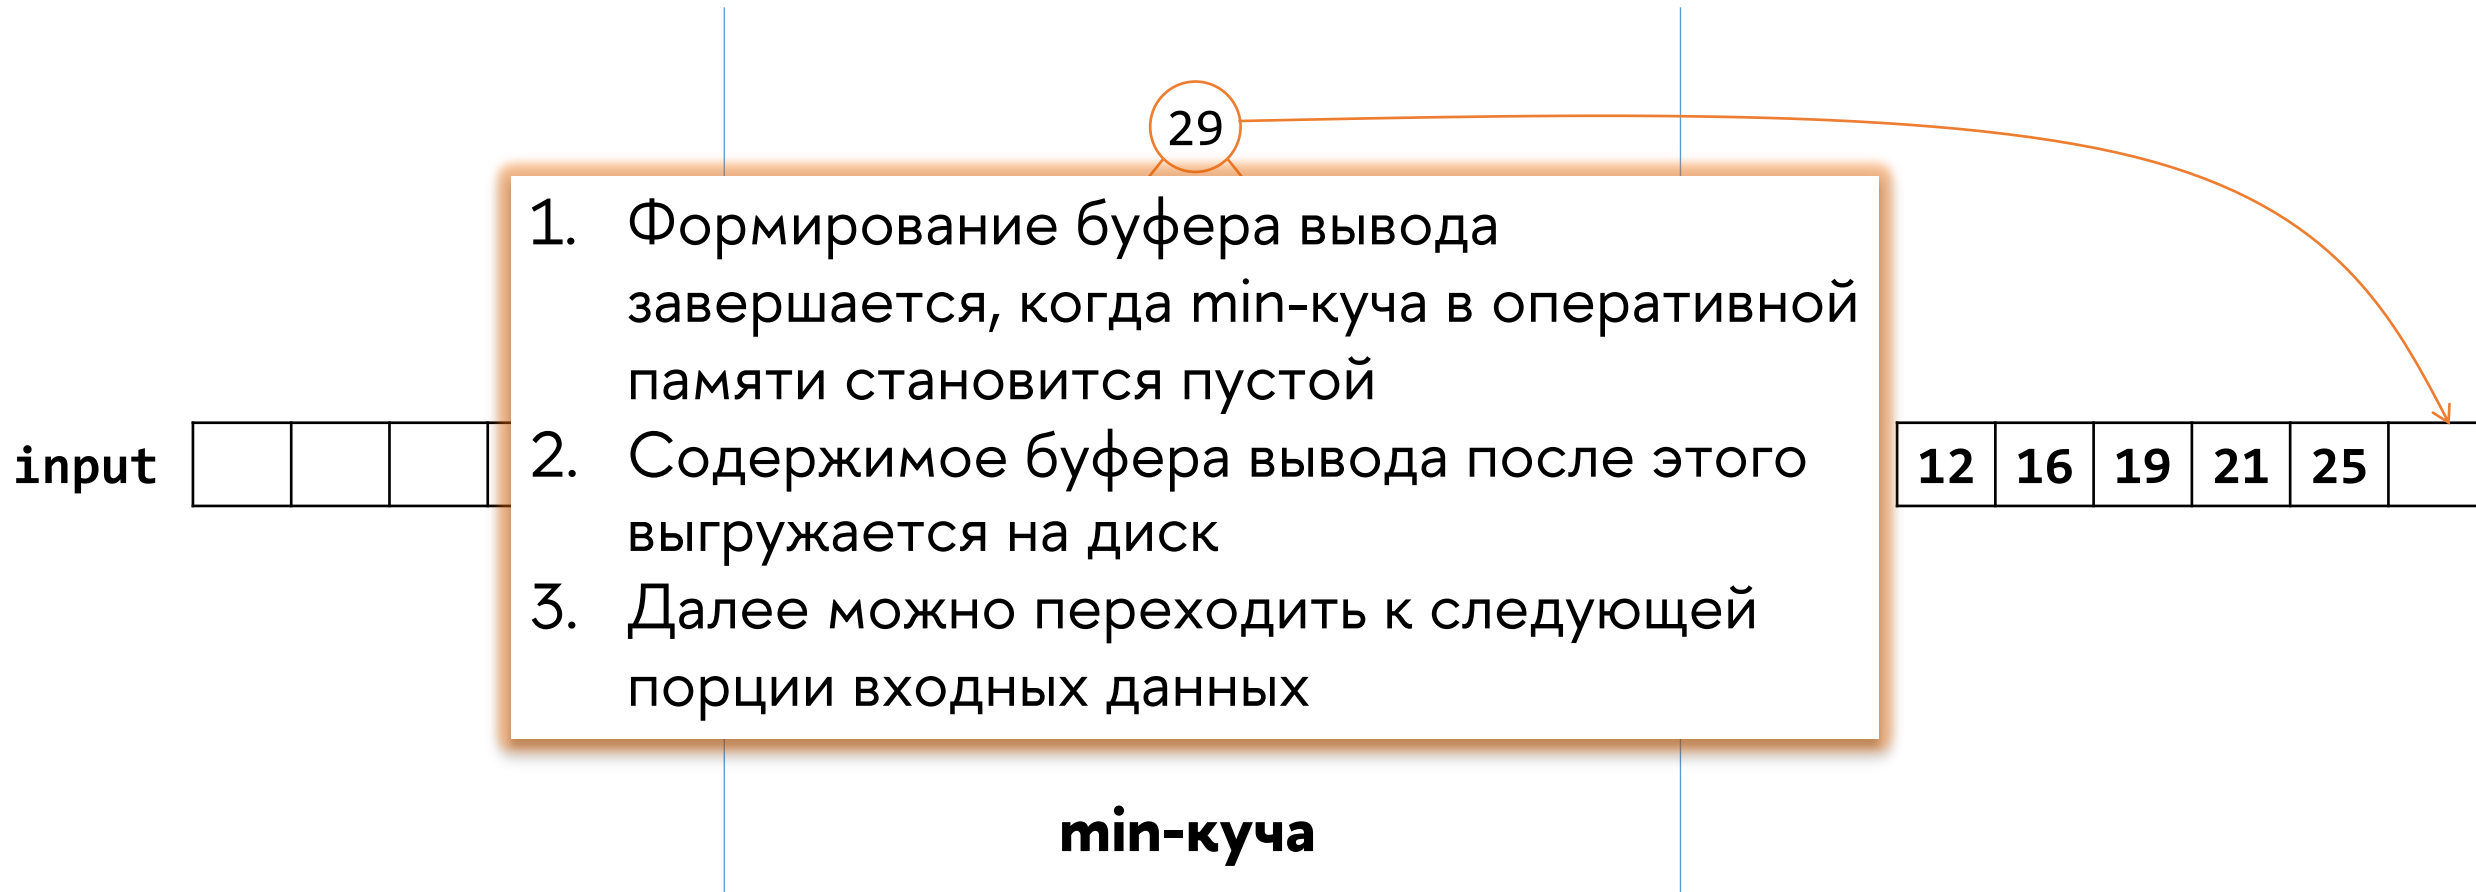 29
1. Формирование буфера вывода
завершается, когда min-куча в оперативной
памяти становится пустой
2. Содержимое буфера вывода после этого
выгружается на диск
3. Далее можно переходить к следующей
порции входных данных
input
12 16 19 21 25
min-куча